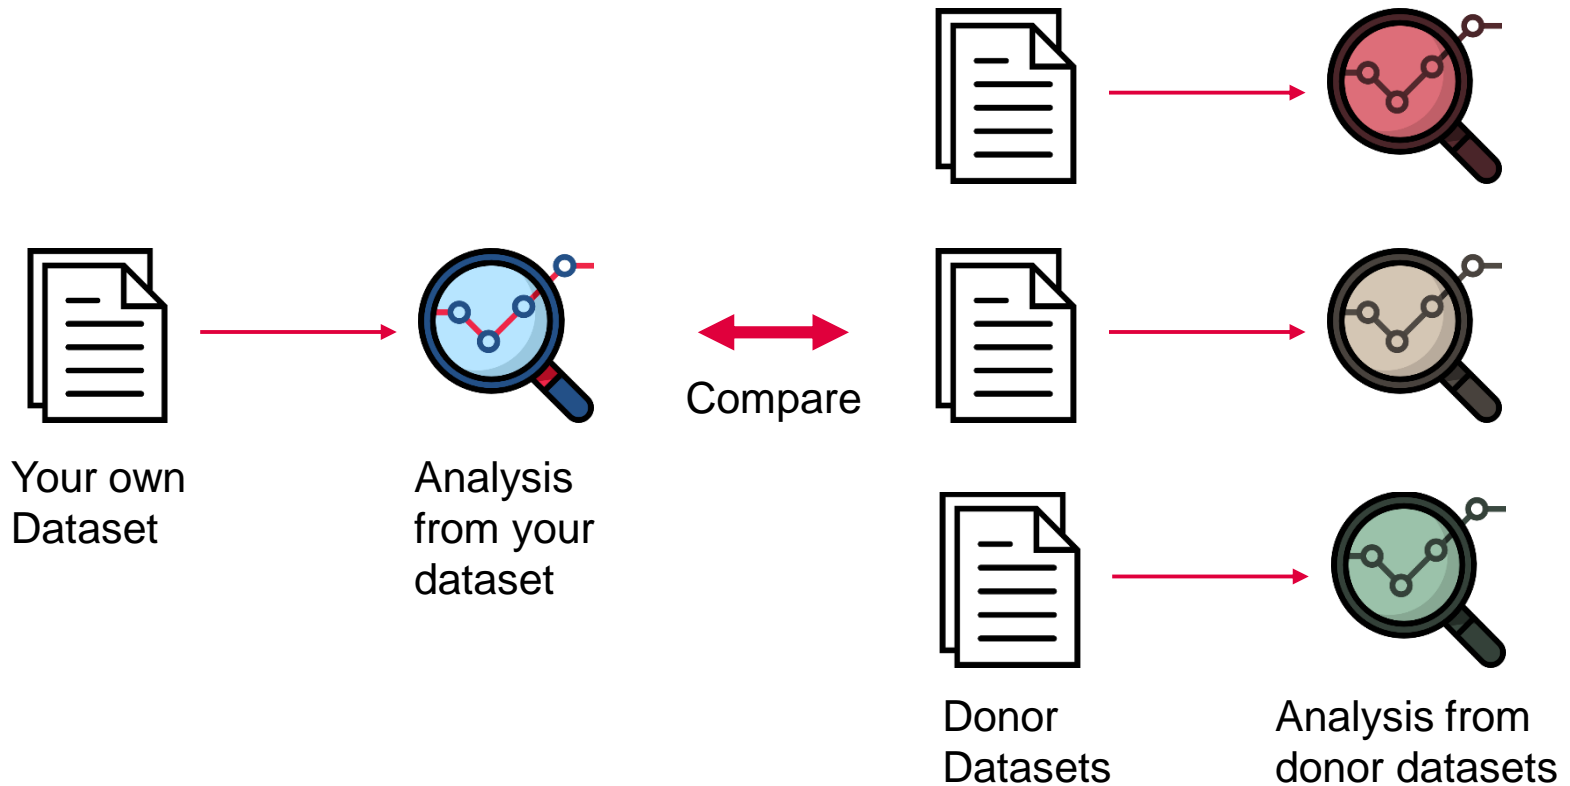 Your own
Dataset
Analysis
from your
dataset
Compare
Donor
Datasets
Analysis from
donor datasets